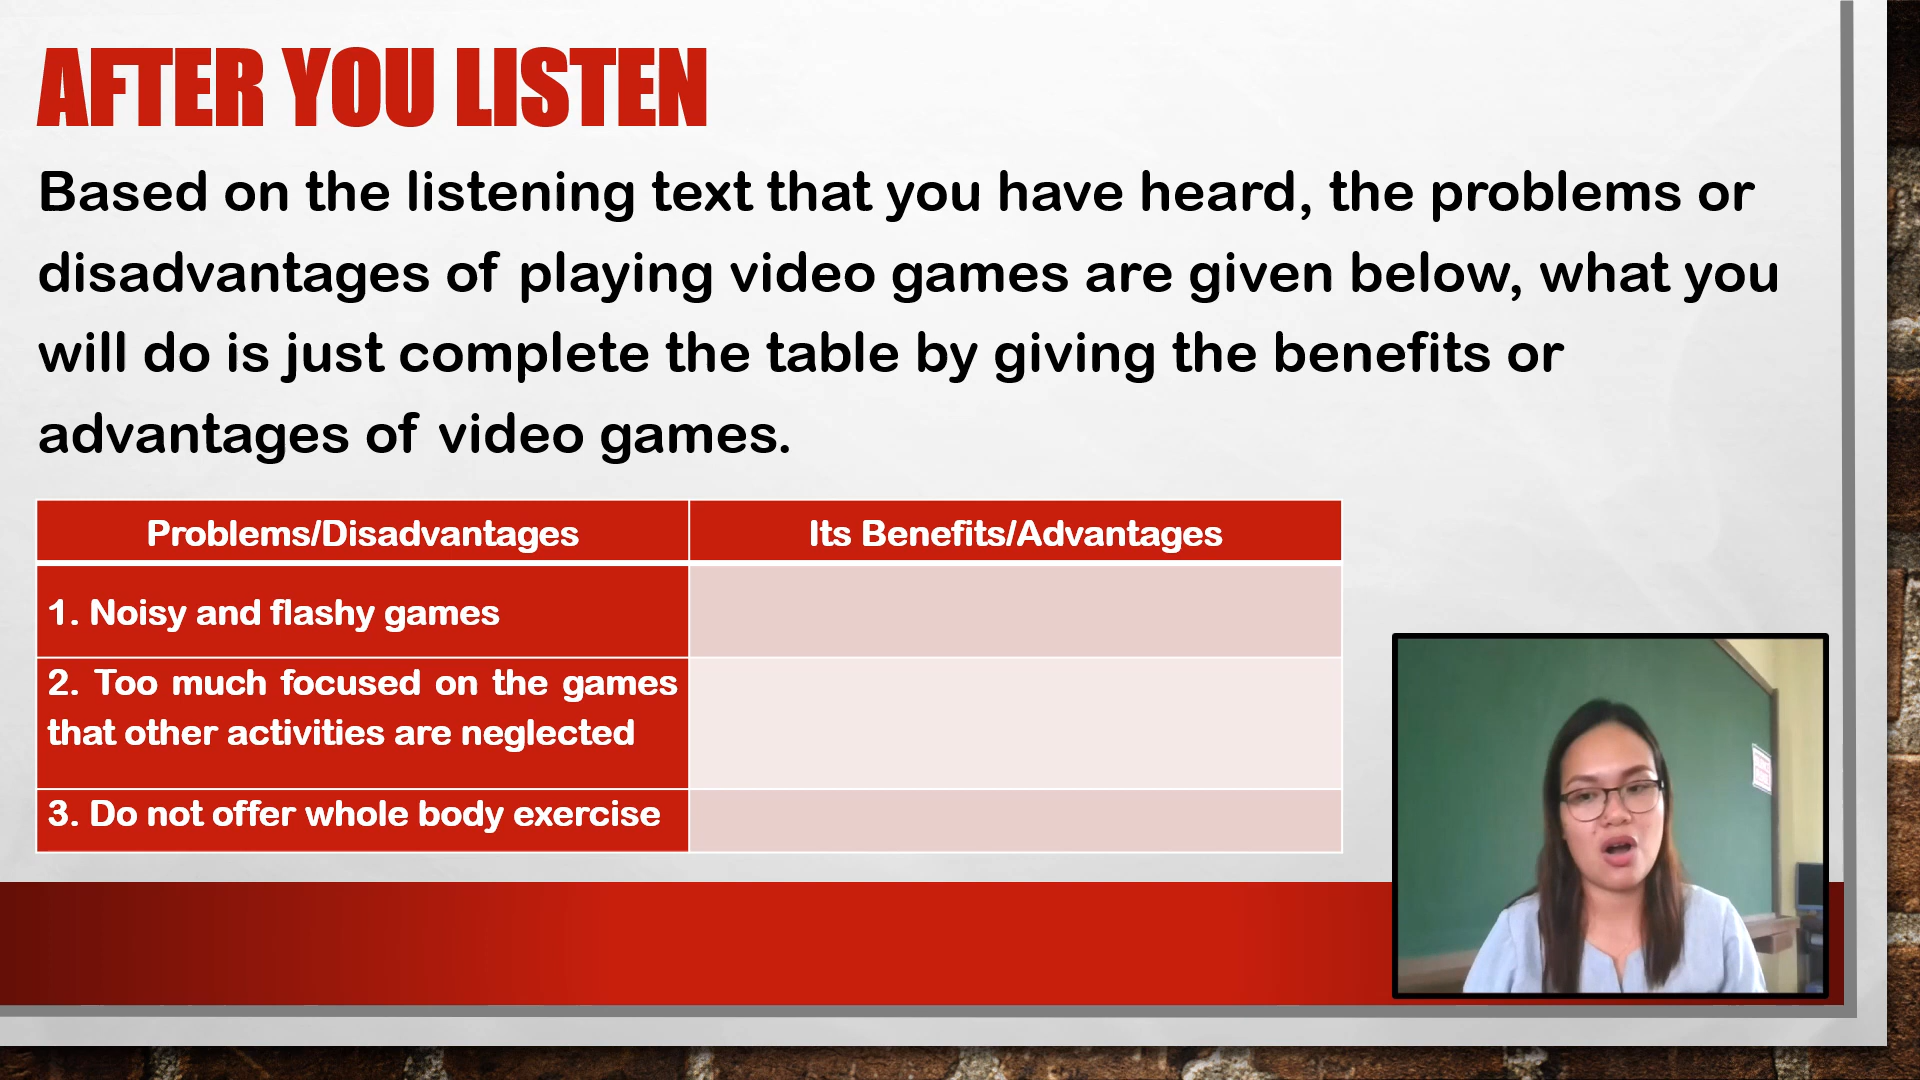 AFTER YOU LISTEN
Based on the listening text that you have heard, the problems or
disadvantages of playing video games are given below, what you
will do is just complete the table by giving the benefits or
advantages of video games.
Problems/Disadvantages
Its Benefits/Advantages
1. Noisy and flashy games
2. Too much focused on the games
that other activities are neglected
3. Do not offer whole body exercise